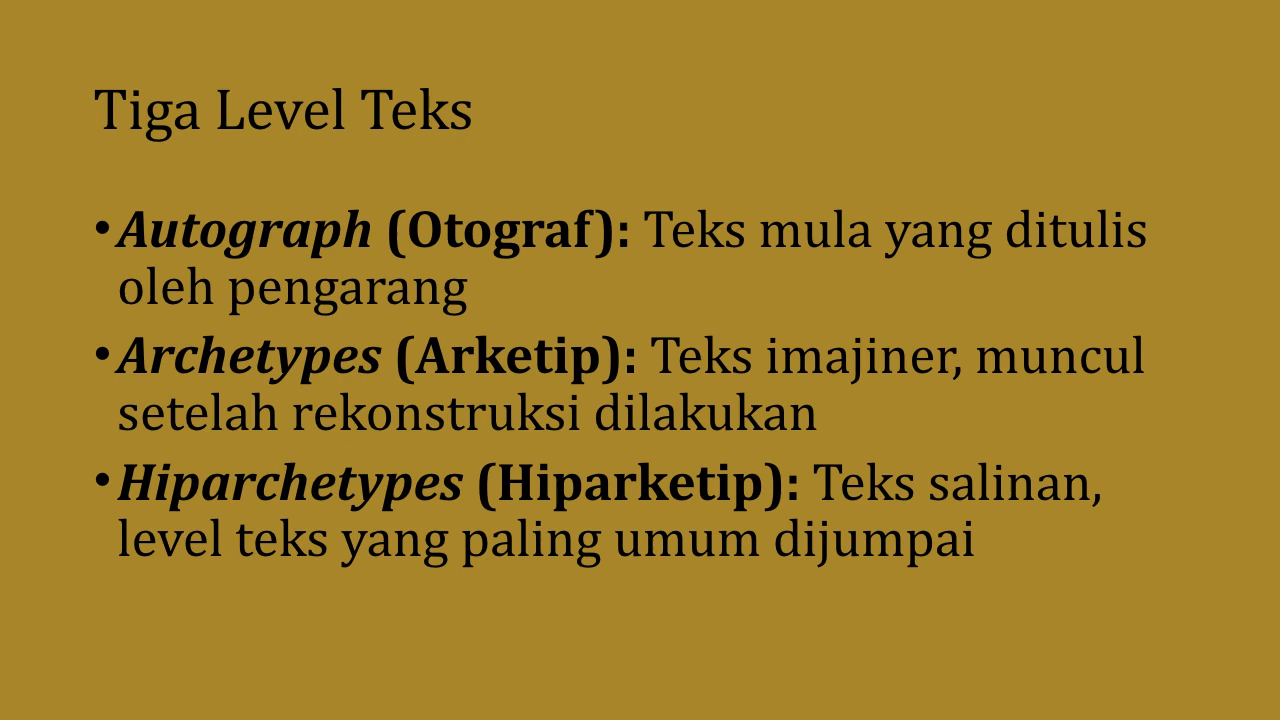 Tiga Level Teks
•Autograph (Otograf): Teks mula yang ditulis
oleh pengarang
•Archetypes (Arketip): Teks imajiner, muncul
setelah rekonstruksi dilakukan
•Hiparchetypes (Hiparketip): Teks salinan,
level teks yang paling umum dijumpai